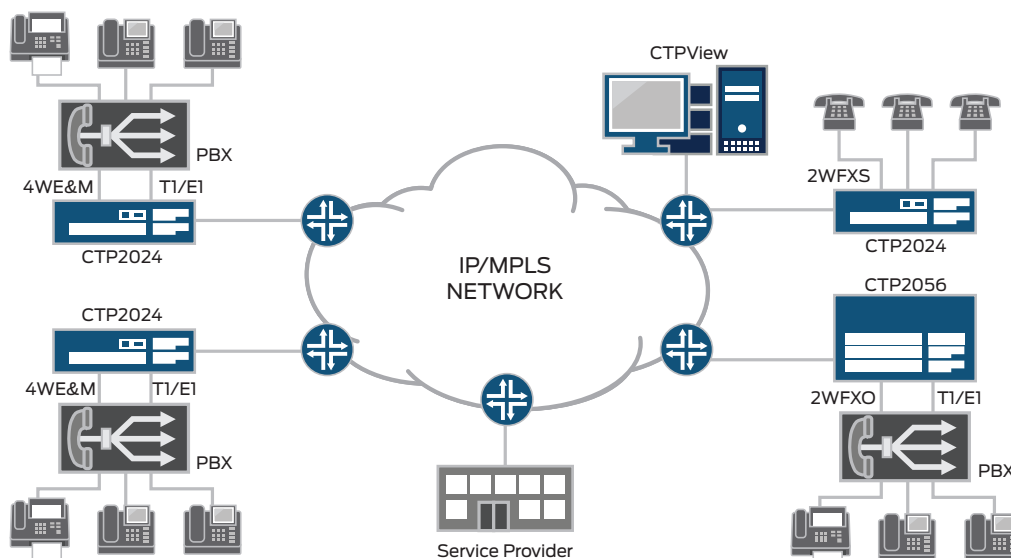 CTPView
PBX
4WE&M
T1/E1
CTP2024
2WFXS
CTP2024
IP/MPLS
NETWORK
CTP2024
CTP2056
4WE&M
T1/E1
PBX
2WFXO
T1/E1
PBX
Service Provider